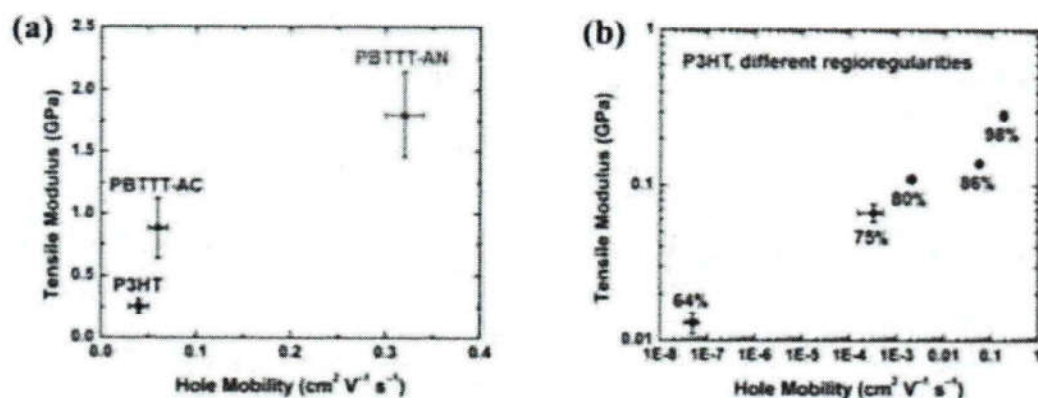 (a)
Tensile Modulus (GPa)
2.5
2.0
1.5
1.0
0.5
0.0
PBTTT-AN
PBTTT-AC
P3HT
0.0 0.1 0.2 0.3 0.4
Hole Mobility (cm² V⁻¹ s⁻¹)
(b)
Tensile Modulus (GPa)
1
0.1
0.01
P3HT, different regioregularities
98%
86%
80%
75%
64%
1E-8 1E-7 1E-6 1E-5 1E-4 1E-3 0.01 0.1 1
Hole Mobility (cm² V⁻¹ s⁻¹)